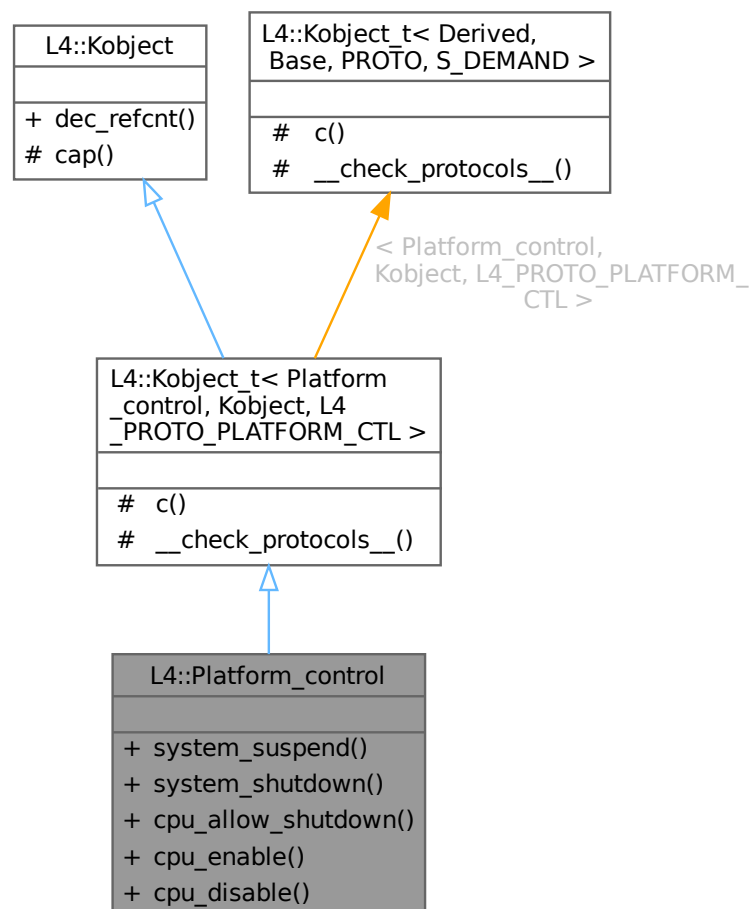 L4::Kobject
+ dec_refcnt()
# cap()
L4::Kobject_t< Derived,
Base, PROTO, S_DEMAND >
# c()
# __check_protocols__()
< Platform_control,
Kobject, L4_PROTO_PLATFORM_
CTL >
L4::Kobject_t< Platform
_control, Kobject, L4
_PROTO_PLATFORM_CTL >
# c()
# __check_protocols__()
L4::Platform_control
+ system_suspend()
+ system_shutdown()
+ cpu_allow_shutdown()
+ cpu_enable()
+ cpu_disable()